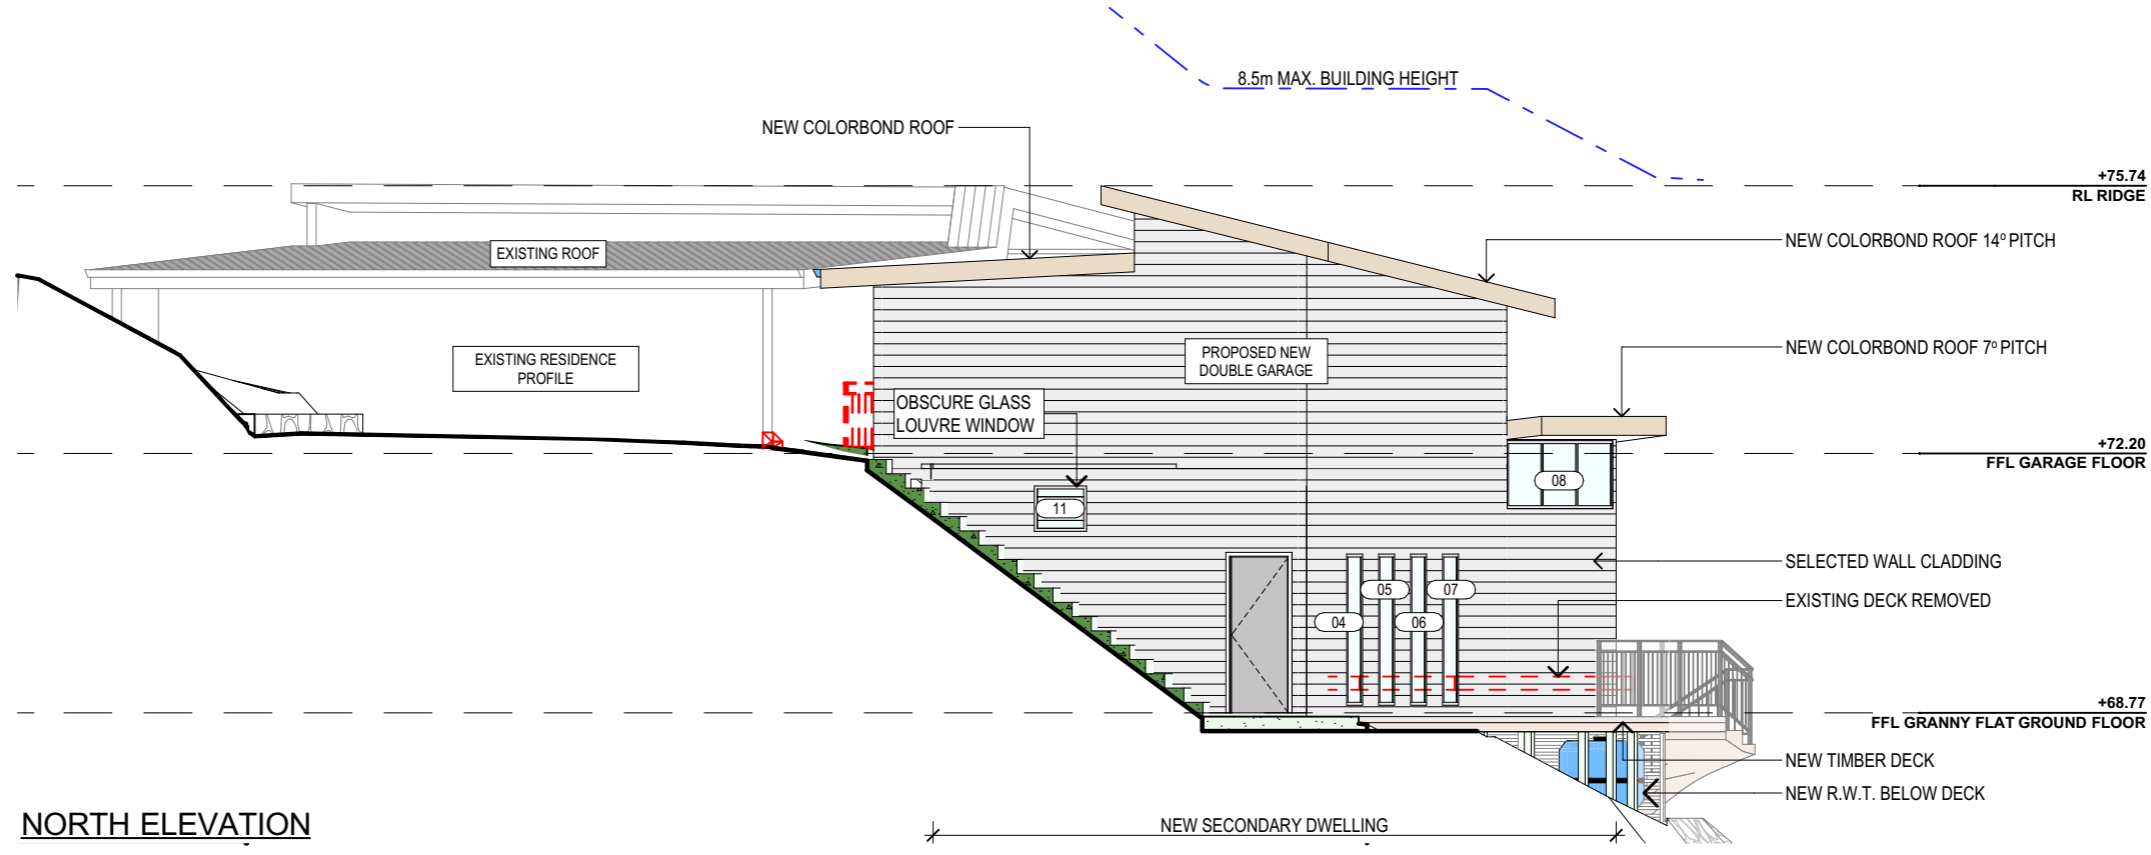 8.5m MAX. BUILDING HEIGHT
NEW COLORBOND ROOF
+75.74
RL RIDGE
NEW COLORBOND ROOF 14º PITCH
EXISTING ROOF
EXISTING RESIDENCE
PROFILE
PROPOSED NEW
DOUBLE GARAGE
NEW COLORBOND ROOF 7º PITCH
OBSCURE GLASS
LOUVRE WINDOW
+72.20
FFL GARAGE FLOOR
08
11
SELECTED WALL CLADDING
05
07
EXISTING DECK REMOVED
04
06
+68.77
FFL GRANNY FLAT GROUND FLOOR
NEW TIMBER DECK
NEW R.W.T. BELOW DECK
NORTH ELEVATION
NEW SECONDARY DWELLING